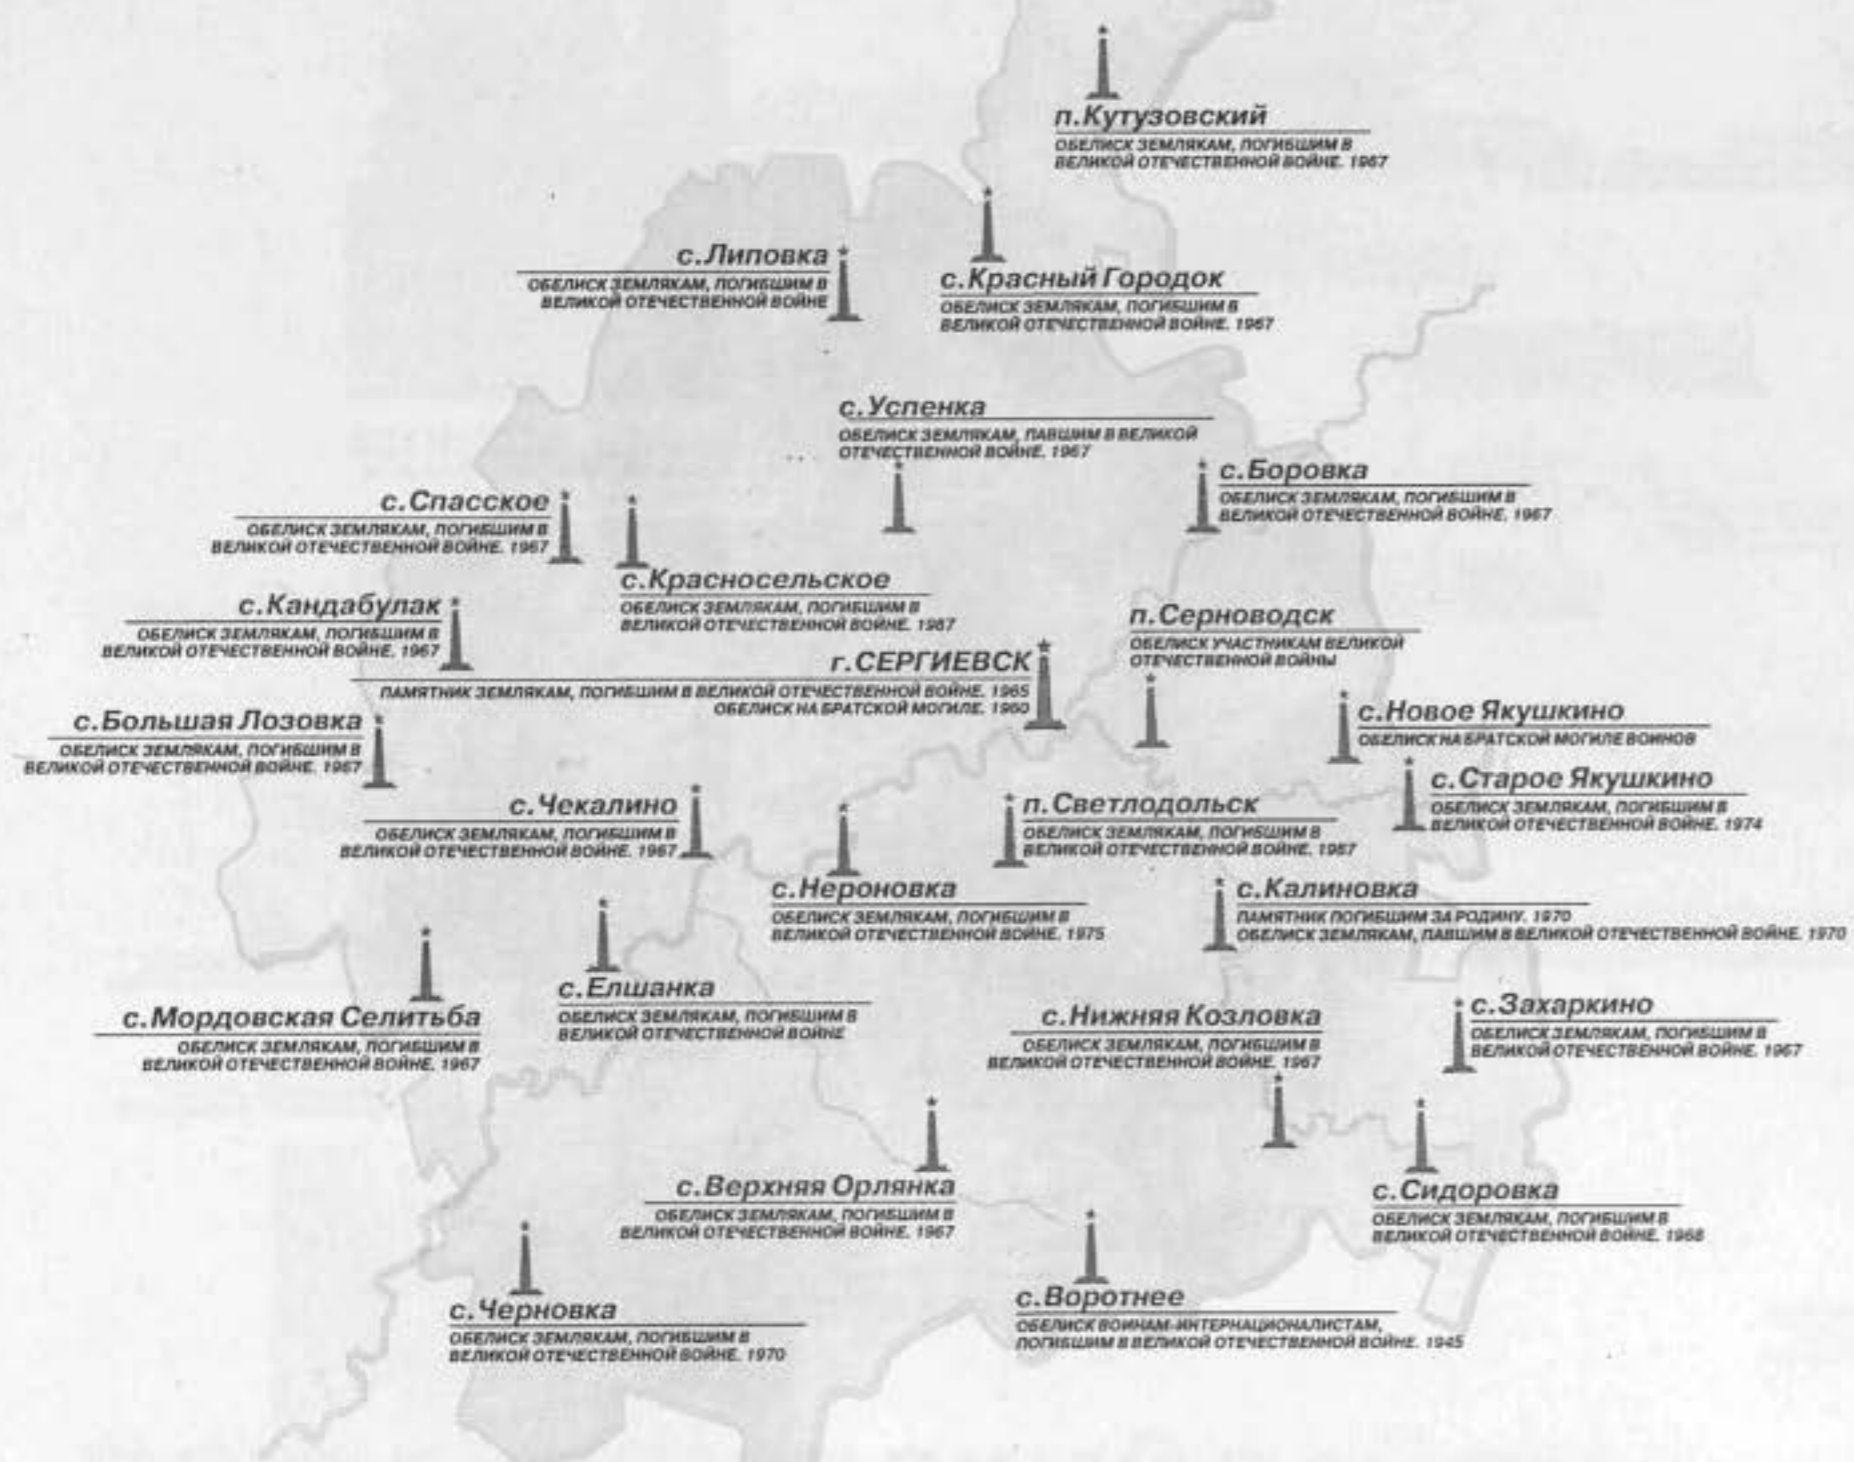 п.Кутузовский
ОБЕЛИСК ЗЕМЛЯКАМ, ПОГИБШИМ В
ВЕЛИКОЙ ОТЕЧЕСТВЕННОЙ ВОЙНЕ. 1967
с.Липовка
ОБЕЛИСК ЗЕМЛЯКАМ, ПОГИБШИМ В
ВЕЛИКОЙ ОТЕЧЕСТВЕННОЙ ВОЙНЕ
с.Красный Городок
ОБЕЛИСК ЗЕМЛЯКАМ, ПОГИБШИМ В
ВЕЛИКОЙ ОТЕЧЕСТВЕННОЙ ВОЙНЕ. 1967
с.Успенка
ОБЕЛИСК ЗЕМЛЯКАМ, ПАВШИМ В ВЕЛИКОЙ
ОТЕЧЕСТВЕННОЙ ВОЙНЕ. 1967
с.Боровка
ОБЕЛИСК ЗЕМЛЯКАМ, ПОГИБШИМ В
ВЕЛИКОЙ ОТЕЧЕСТВЕННОЙ ВОЙНЕ. 1967
с.Спасское
ОБЕЛИСК ЗЕМЛЯКАМ, ПОГИБШИМ В
ВЕЛИКОЙ ОТЕЧЕСТВЕННОЙ ВОЙНЕ. 1967
с.Красносельское
ОБЕЛИСК ЗЕМЛЯКАМ, ПОГИБШИМ В
ВЕЛИКОЙ ОТЕЧЕСТВЕННОЙ ВОЙНЕ. 1967
с.Кандабулак
ОБЕЛИСК ЗЕМЛЯКАМ, ПОГИБШИМ В
ВЕЛИКОЙ ОТЕЧЕСТВЕННОЙ ВОЙНЕ. 1967
п.Серноводск
ОБЕЛИСК УЧАСТНИКАМ ВЕЛИКОЙ
ОТЕЧЕСТВЕННОЙ ВОЙНЫ
г.СЕРГИЕВСК
ПАМЯТНИК ЗЕМЛЯКАМ, ПОГИБШИМ В ВЕЛИКОЙ ОТЕЧЕСТВЕННОЙ ВОЙНЕ. 1965
ОБЕЛИСК НА БРАТСКОЙ МОГИЛЕ. 1960
с.Большая Лозовка
ОБЕЛИСК ЗЕМЛЯКАМ, ПОГИБШИМ В
ВЕЛИКОЙ ОТЕЧЕСТВЕННОЙ ВОЙНЕ. 1967
с.Новое Якушкино
ОБЕЛИСК НА БРАТСКОЙ МОГИЛЕ ВОИНОВ
с.Старое Якушкино
ОБЕЛИСК ЗЕМЛЯКАМ, ПОГИБШИМ В
ВЕЛИКОЙ ОТЕЧЕСТВЕННОЙ ВОЙНЕ. 1974
с.Чекалино
ОБЕЛИСК ЗЕМЛЯКАМ, ПОГИБШИМ В
ВЕЛИКОЙ ОТЕЧЕСТВЕННОЙ ВОЙНЕ. 1967
п.Светлодольск
ОБЕЛИСК ЗЕМЛЯКАМ, ПОГИБШИМ В
ВЕЛИКОЙ ОТЕЧЕСТВЕННОЙ ВОЙНЕ. 1967
с.Нероновка
ОБЕЛИСК ЗЕМЛЯКАМ, ПОГИБШИМ В
ВЕЛИКОЙ ОТЕЧЕСТВЕННОЙ ВОЙНЕ. 1975
с.Калиновка
ПАМЯТНИК ПОГИБШИМ ЗА РОДИНУ. 1970
ОБЕЛИСК ЗЕМЛЯКАМ, ПАВШИМ В ВЕЛИКОЙ ОТЕЧЕСТВЕННОЙ ВОЙНЕ. 1970
с.Елшанка
ОБЕЛИСК ЗЕМЛЯКАМ, ПОГИБШИМ В
ВЕЛИКОЙ ОТЕЧЕСТВЕННОЙ ВОЙНЕ
с.Мордовская Селитьба
ОБЕЛИСК ЗЕМЛЯКАМ, ПОГИБШИМ В
ВЕЛИКОЙ ОТЕЧЕСТВЕННОЙ ВОЙНЕ. 1967
с.Нижняя Козловка
ОБЕЛИСК ЗЕМЛЯКАМ, ПОГИБШИМ В
ВЕЛИКОЙ ОТЕЧЕСТВЕННОЙ ВОЙНЕ. 1967
с.Захаркино
ОБЕЛИСК ЗЕМЛЯКАМ, ПОГИБШИМ В
ВЕЛИКОЙ ОТЕЧЕСТВЕННОЙ ВОЙНЕ. 1967
с.Верхняя Орлянка
ОБЕЛИСК ЗЕМЛЯКАМ, ПОГИБШИМ В
ВЕЛИКОЙ ОТЕЧЕСТВЕННОЙ ВОЙНЕ. 1967
с.Сидоровка
ОБЕЛИСК ЗЕМЛЯКАМ, ПОГИБШИМ В
ВЕЛИКОЙ ОТЕЧЕСТВЕННОЙ ВОЙНЕ. 1968
с.Черновка
ОБЕЛИСК ЗЕМЛЯКАМ, ПОГИБШИМ В
ВЕЛИКОЙ ОТЕЧЕСТВЕННОЙ ВОЙНЕ. 1970
с.Воротнее
ОБЕЛИСК ВОИНАМ-ИНТЕРНАЦИОНАЛИСТАМ,
ПОГИБШИМ В ВЕЛИКОЙ ОТЕЧЕСТВЕННОЙ ВОЙНЕ. 1945